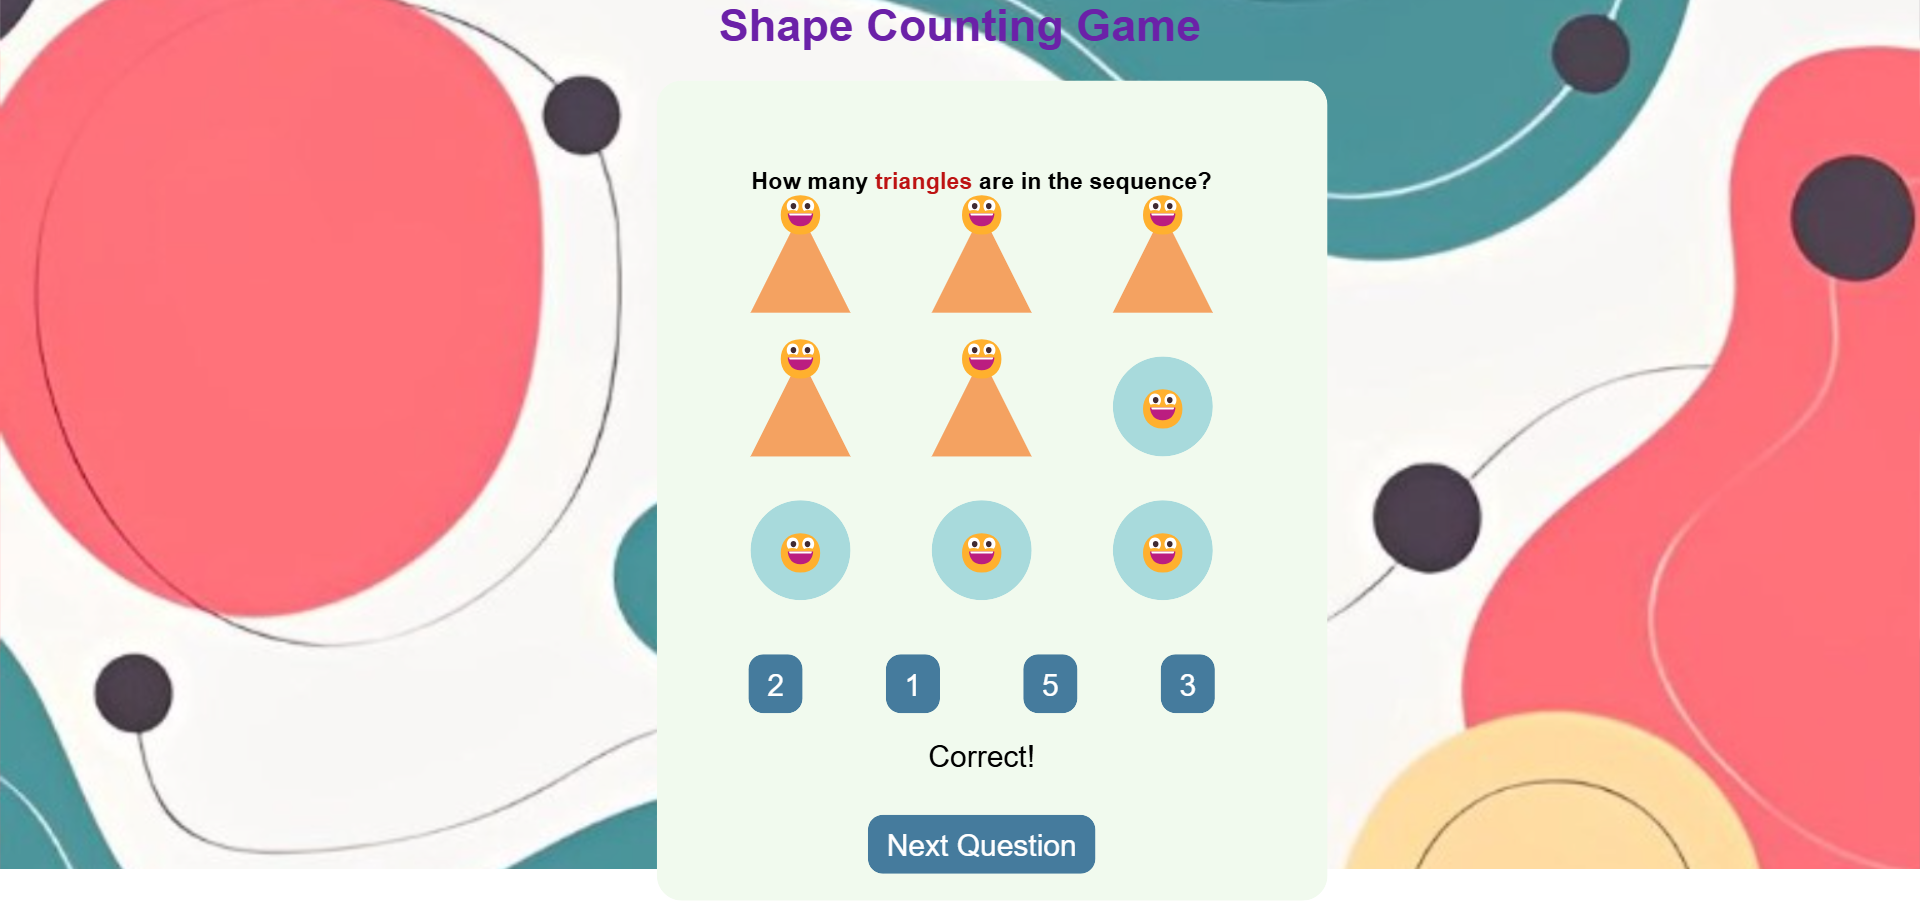 Shape Counting Game
How many triangles are in the sequence?
2 1 5 3
Correct!
Next Question